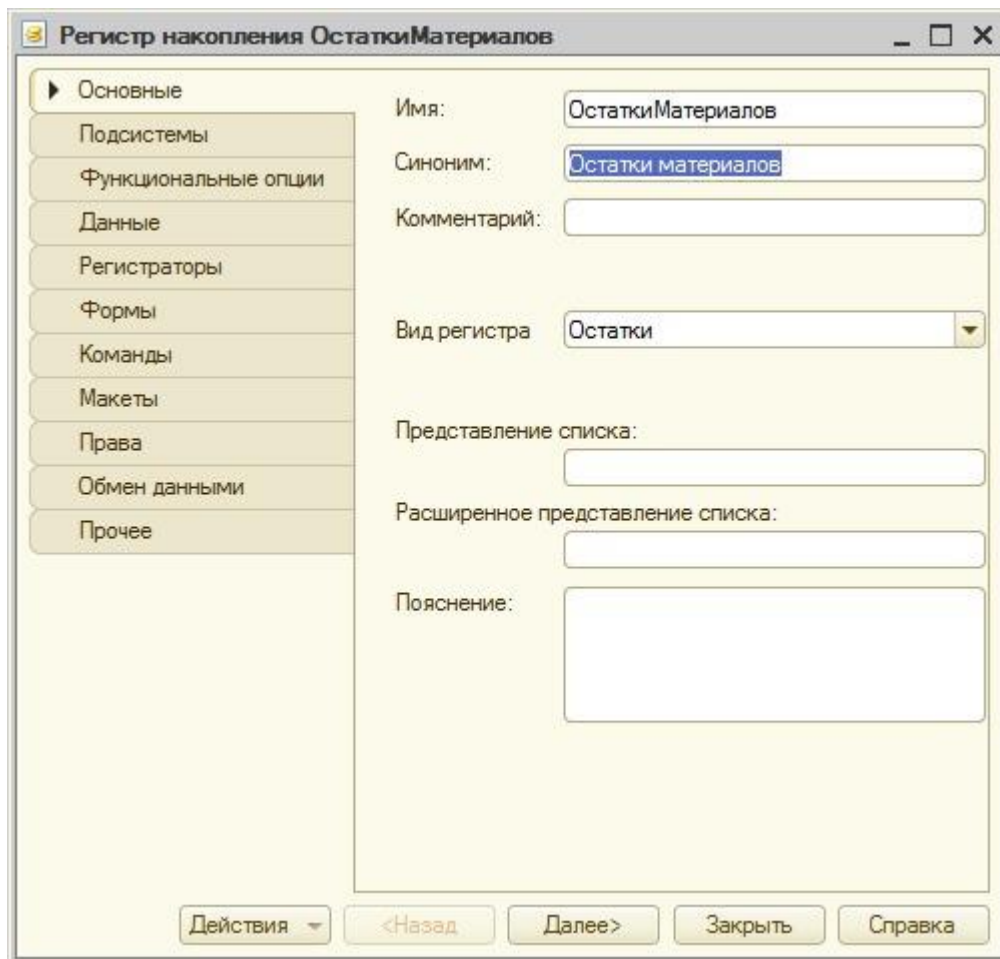 Регистр накопления ОстаткиМатериалов
Основные
Подсистемы
Функциональные опции
Данные
Регистраторы
Формы
Команды
Макеты
Права
Обмен данными
Прочее
Имя: ОстаткиМатериалов
Синоним: Остатки материалов
Комментарий:
Вид регистра Остатки
Представление списка:
Расширенное представление списка:
Пояснение:
Действия <Назад Далее> Закрыть Справка